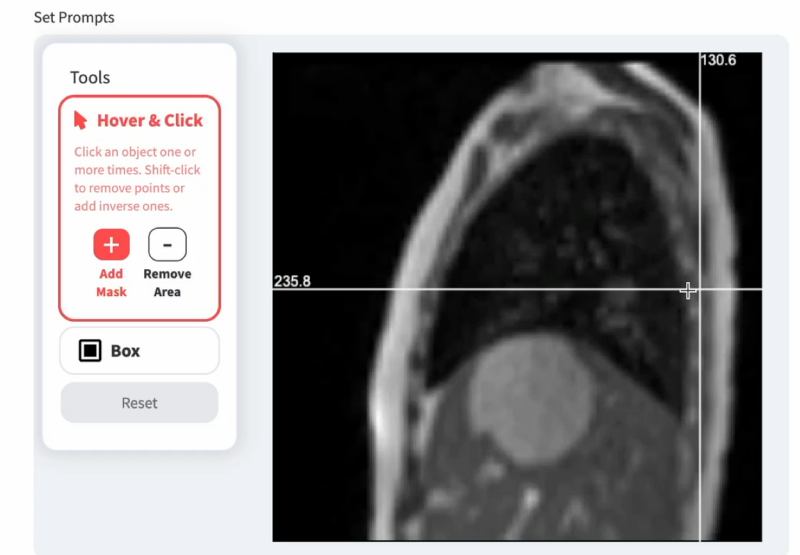 Set Prompts
Tools
Hover & Click
Click an object one or
more times. Shift-click
to remove points or
add inverse ones.
+ -
Add Remove
Mask Area
Box
Reset
130.6
235.8